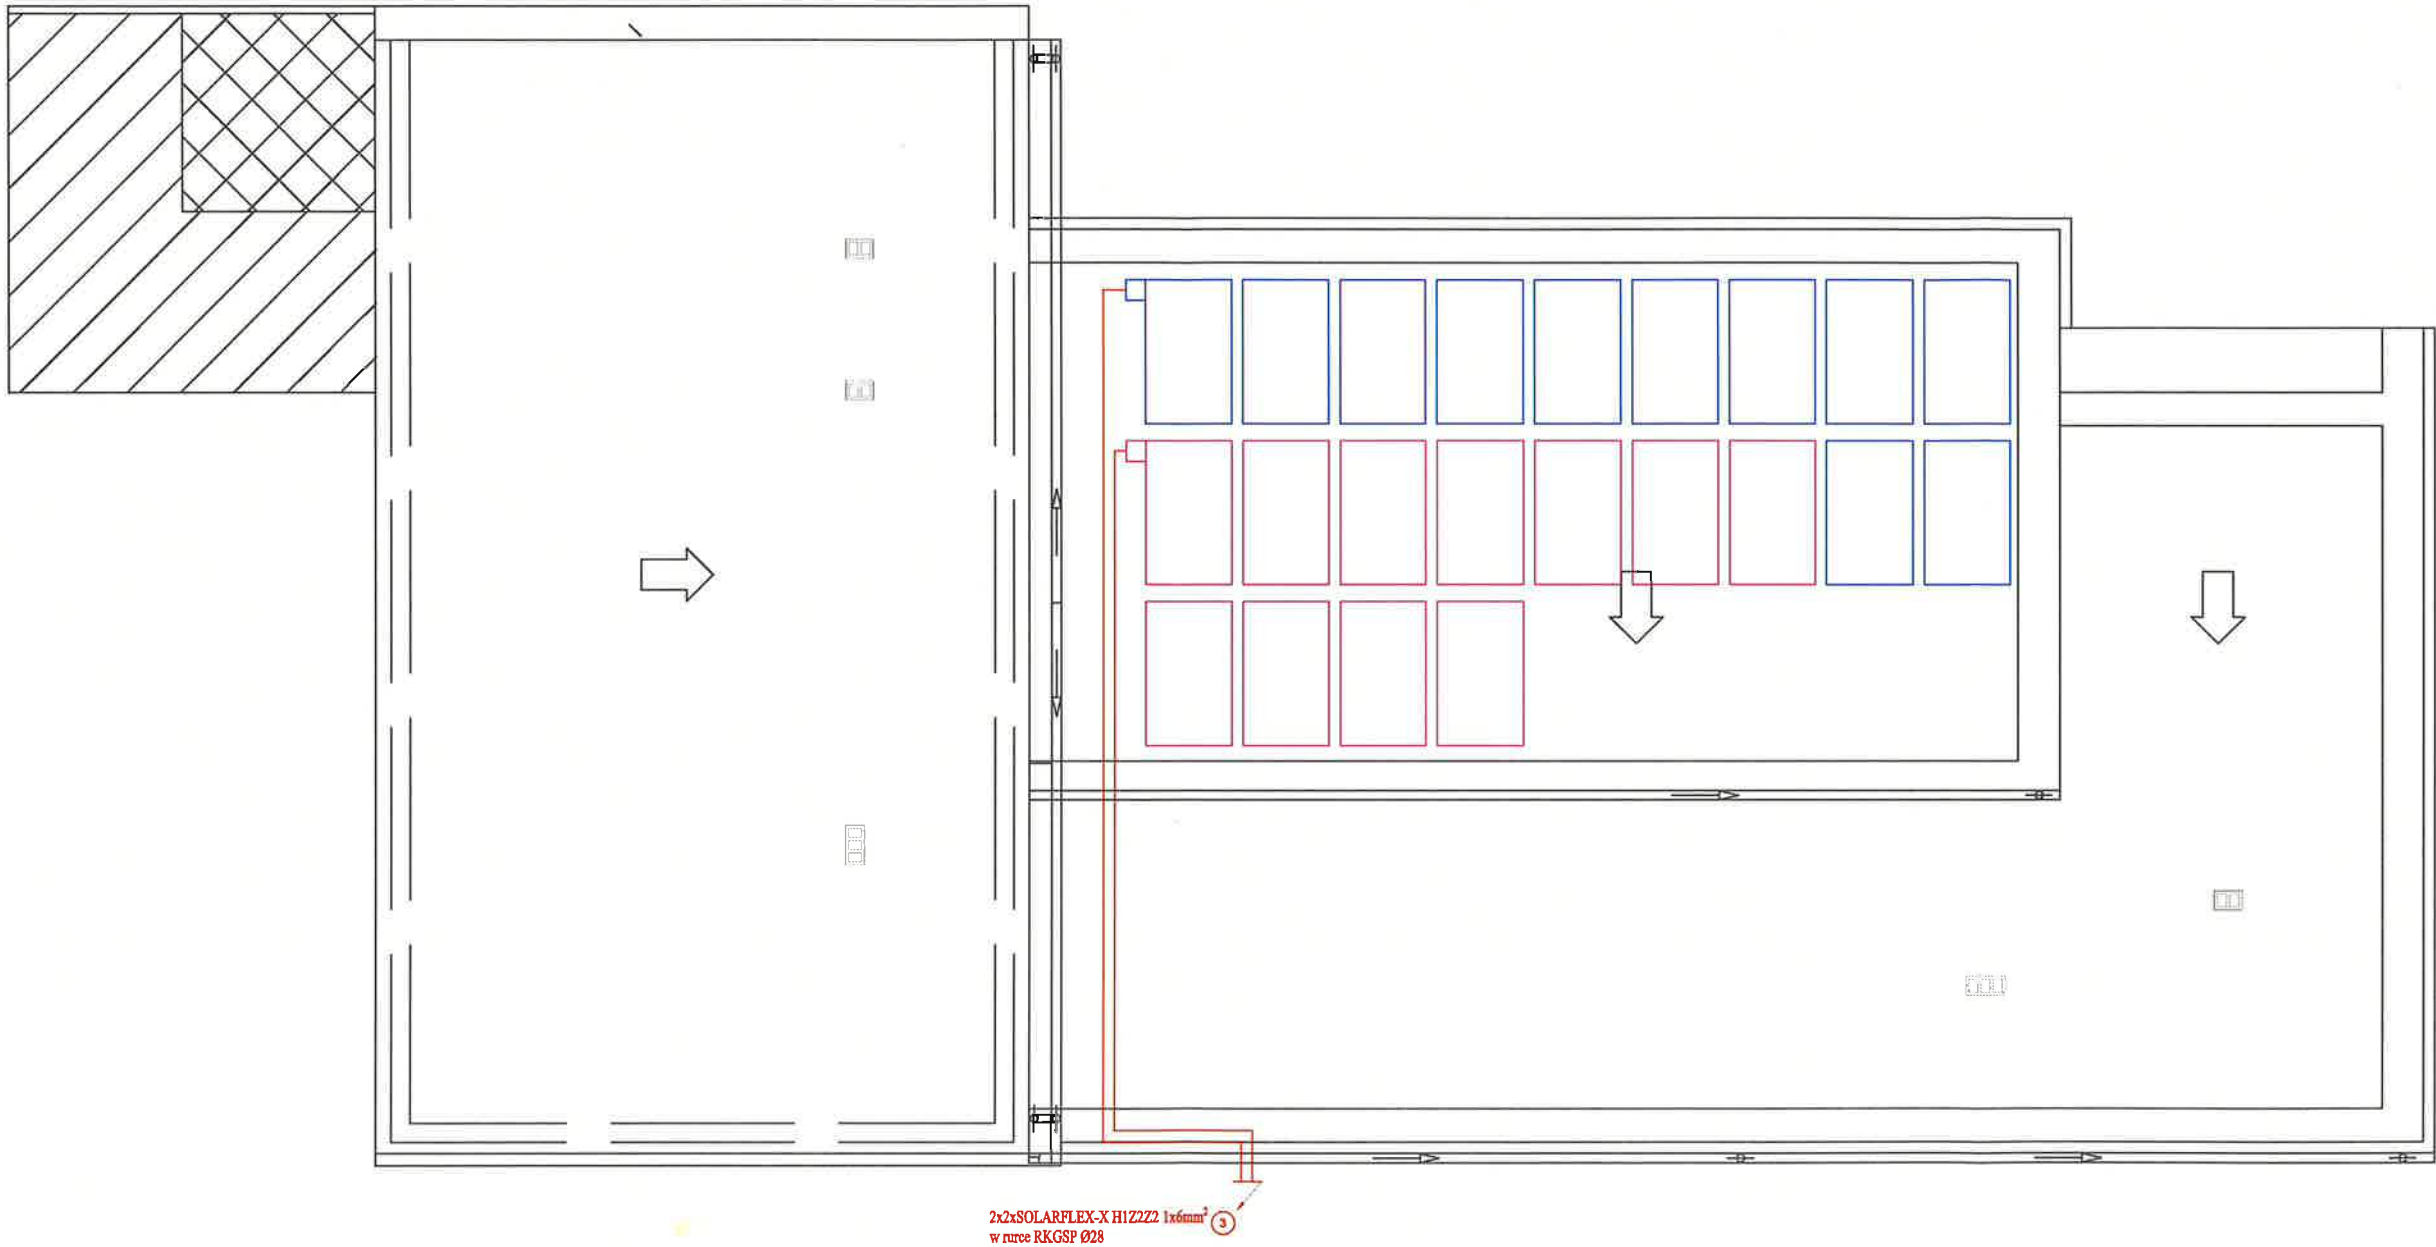 2x2xSOLARFLEX-X H1Z2Z2 1x6mm² 3
w rurce RKGSP Ø28